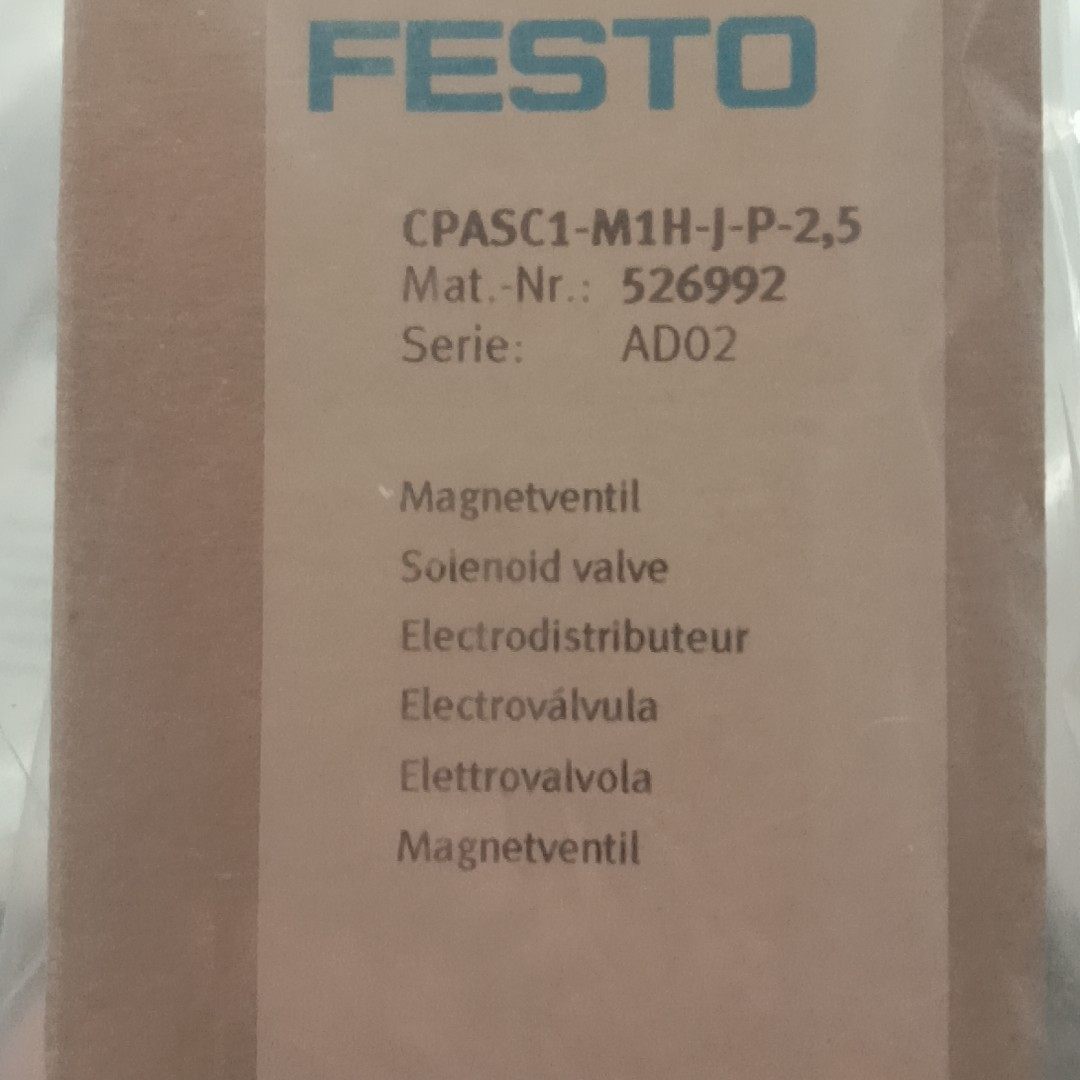 FESTO
CPASC1-M1H-J-P-2,5
Mat.-Nr.: 526992
Serie: AD02
Magnetventil
Solenoid valve
Electrodistributeur
Electroválvula
Elettrovalvola
Magnetventil